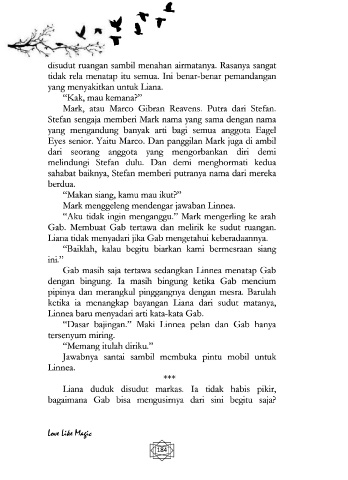 disudut ruangan sambil menahan airmatanya. Rasanya sangat
tidak rela menatap itu semua. Ini benar-benar pemandangan
yang menyakitkan untuk Liana.
“Kak, mau kemana?”
Mark, atau Marco Gibran Reavens. Putra dari Stefan.
Stefan sengaja memberi Mark nama yang sama dengan nama
yang mengandung banyak arti bagi semua anggota Eagel
Eyes senior. Yaitu Marco. Dan panggilan Mark juga di ambil
dari seorang anggota yang mengorbankan diri demi
melindungi Stefan dulu. Dan demi menghormati kedua
sahabat baiknya, Stefan memberi putranya nama dari mereka
berdua.
“Makan siang, kamu mau ikut?”
Mark menggeleng mendengar jawaban Linnea.
“Aku tidak ingin menganggu.” Mark mengerling ke arah
Gab. Membuat Gab tertawa dan melirik ke sudut ruangan.
Liana tidak menyadari jika Gab mengetahui keberadaannya.
“Baiklah, kalau begitu biarkan kami bermesraan siang
ini.”
Gab masih saja tertawa sedangkan Linnea menatap Gab
dengan bingung. Ia masih bingung ketika Gab mencium
pipinya dan merangkul pinggangnya dengan mesra. Barulah
ketika ia menangkap bayangan Liana dari sudut matanya,
Linnea baru menyadari arti kata-kata Gab.
“Dasar bajingan.” Maki Linnea pelan dan Gab hanya
tersenyum miring.
“Memang itulah diriku.”
Jawabnya santai sambil membuka pintu mobil untuk
Linnea.
***
Liana duduk disudut markas. Ia tidak habis pikir,
bagaimana Gab bisa mengusirnya dari sini begitu saja?
Love Like Magic
184